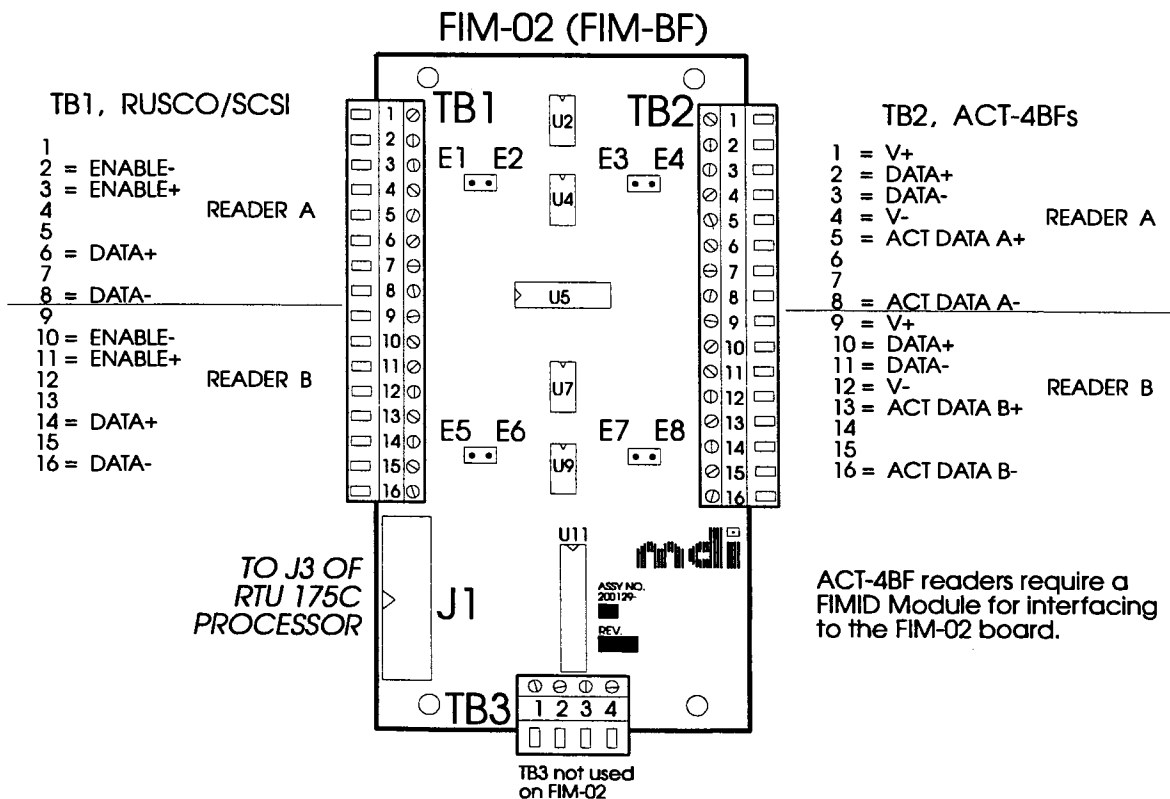 FIM-02 (FIM-BF)
TB1, RUSCO/SCSI
1
2 = ENABLE-
3 = ENABLE+
4
READER A
5
6 = DATA+
7
8 = DATA-
9
10 = ENABLE-
11 = ENABLE+
12
READER B
13
14 = DATA+
15
16 = DATA-
TB1
1
2
3
4
5
6
7
8
9
10
11
12
13
14
15
16
E1 E2
E3 E4
E5 E6
E7 E8
U2
U4
U5
U7
U9
U11
TB2
1
2
3
4
5
6
7
8
9
10
11
12
13
14
15
16
TB2, ACT-4BFs
1 = V+
2 = DATA+
3 = DATA-
4 = V-
READER A
5 = ACT DATA A+
6
7
8 = ACT DATA A-
9 = V+
10 = DATA+
11 = DATA-
12 = V-
READER B
13 = ACT DATA B+
14
15
16 = ACT DATA B-
TO J3 OF
RTU 175C
PROCESSOR
J1
mdi
ASSY NO.
200129-
REV.
ACT-4BF readers require a
FIMID Module for interfacing
to the FIM-02 board.
TB3
1 2 3 4
TB3 not used
on FIM-02